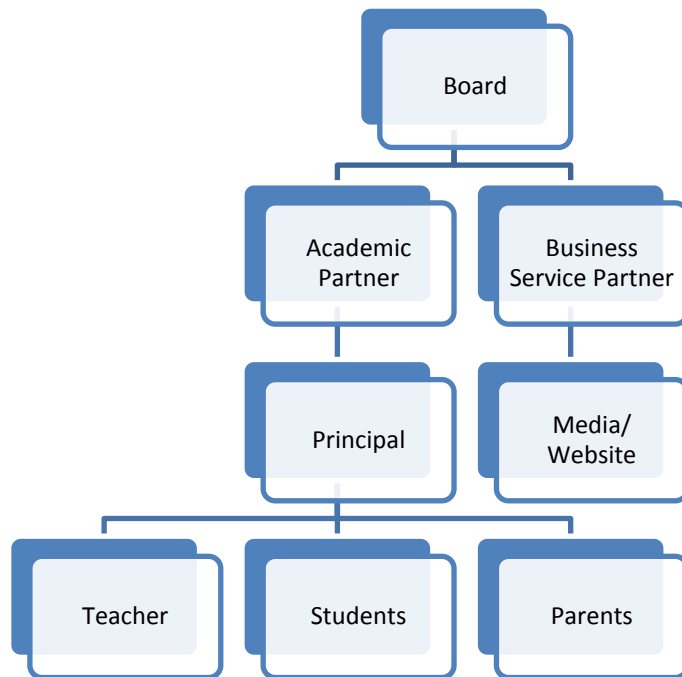 Board
Academic
Partner
Business
Service Partner
Principal
Media/
Website
Teacher
Students
Parents